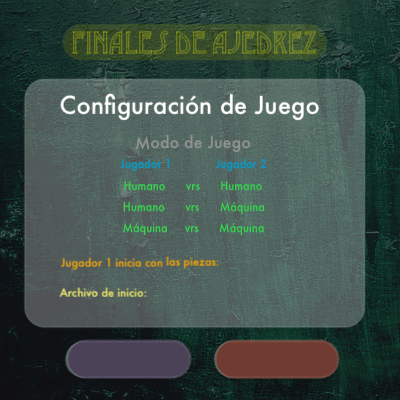 FINALES DE AJEDREZ
Configuración de Juego
Modo de Juego
Jugador 1 Jugador 2
Humano vrs Humano
Humano vrs Máquina
Máquina vrs Máquina
Jugador 1 inicia con las piezas:
Archivo de inicio: